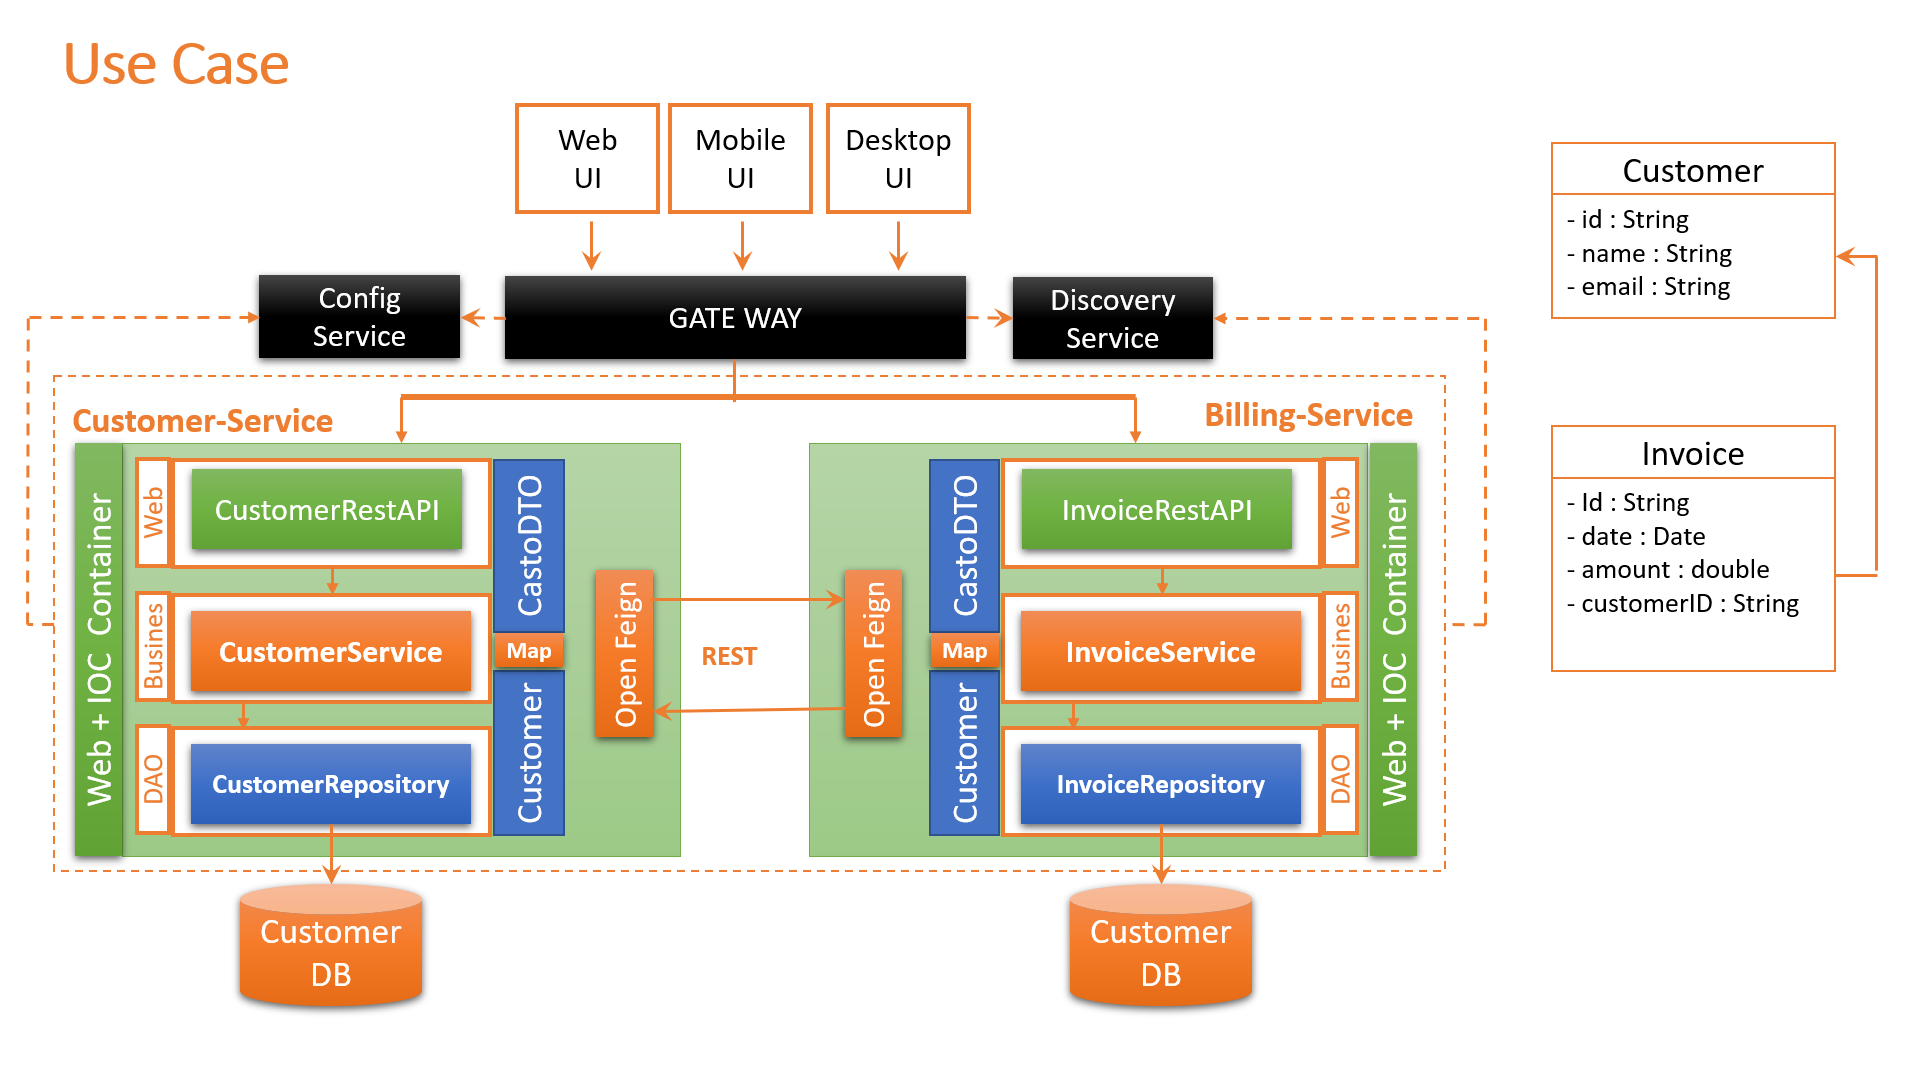 Use Case
Web
UI
Mobile
UI
Desktop
UI
Config
Service
GATE WAY
Discovery
Service
Customer-Service
Web + IOC Container
Web
CustomerRestAPI
Busines
CustomerService
DAO
CustomerRepository
CastoDTO
Map
Customer
Open Feign
Customer
DB
REST
Billing-Service
Open Feign
CastoDTO
Map
Customer
InvoiceRestAPI
Web
InvoiceService
Busines
InvoiceRepository
DAO
Web + IOC Container
Customer
DB
Customer
- id : String
- name : String
- email : String
Invoice
- Id : String
- date : Date
- amount : double
- customerID : String